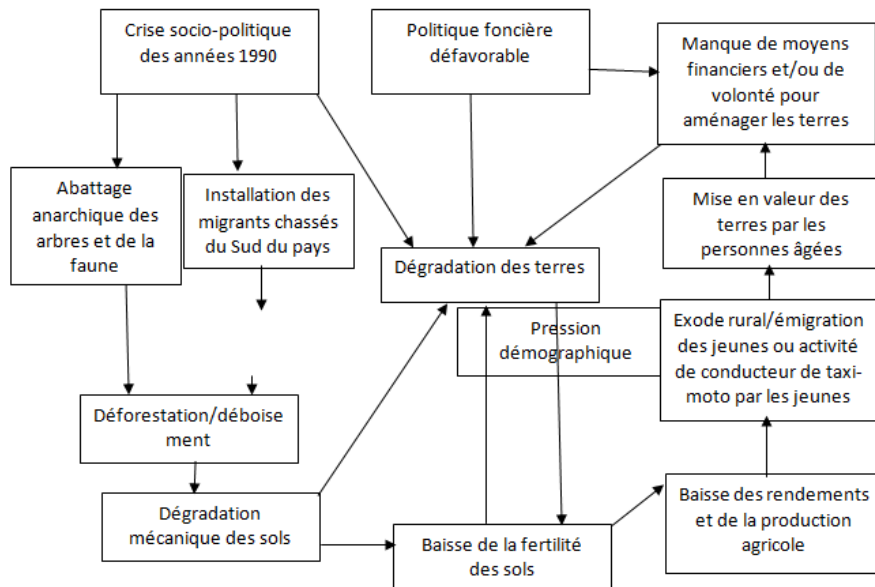 Crise socio-politique
des années 1990
Politique foncière
défavorable
Manque de moyens
financiers et/ou de
volonté pour
aménager les terres
Abattage
anarchique des
arbres et de la
faune
Installation des
migrants chassés
du Sud du pays
Mise en valeur des
terres par les
personnes âgées
Dégradation des terres
Pression
démographique
Exode rural/émigration
des jeunes ou activité
de conducteur de taxi-
moto par les jeunes
Déforestation/déboise
ment
Dégradation
mécanique des sols
Baisse de la fertilité
des sols
Baisse des rendements
et de la production
agricole